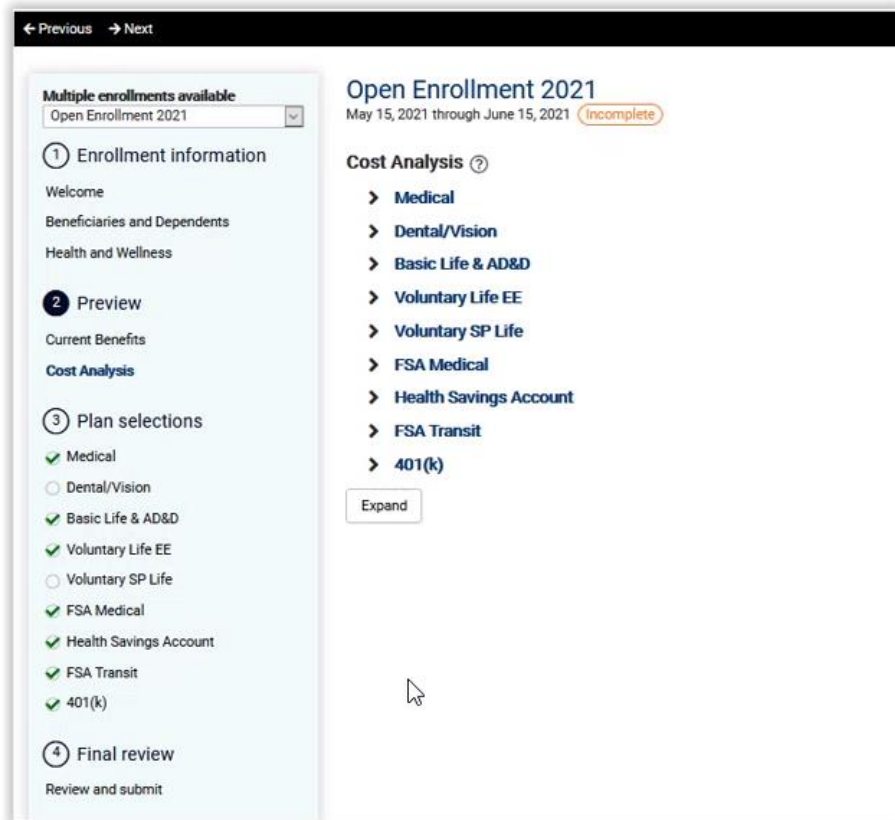 ← Previous → Next
Multiple enrollments available
Open Enrollment 2021
1 Enrollment information
Welcome
Beneficiaries and Dependents
Health and Wellness
2 Preview
Current Benefits
Cost Analysis
3 Plan selections
Medical
Dental/Vision
Basic Life & AD&D
Voluntary Life EE
Voluntary SP Life
FSA Medical
Health Savings Account
FSA Transit
401(k)
4 Final review
Review and submit
Open Enrollment 2021
May 15, 2021 through June 15, 2021 Incomplete
Cost Analysis ?
Medical
Dental/Vision
Basic Life & AD&D
Voluntary Life EE
Voluntary SP Life
FSA Medical
Health Savings Account
FSA Transit
401(k)
Expand